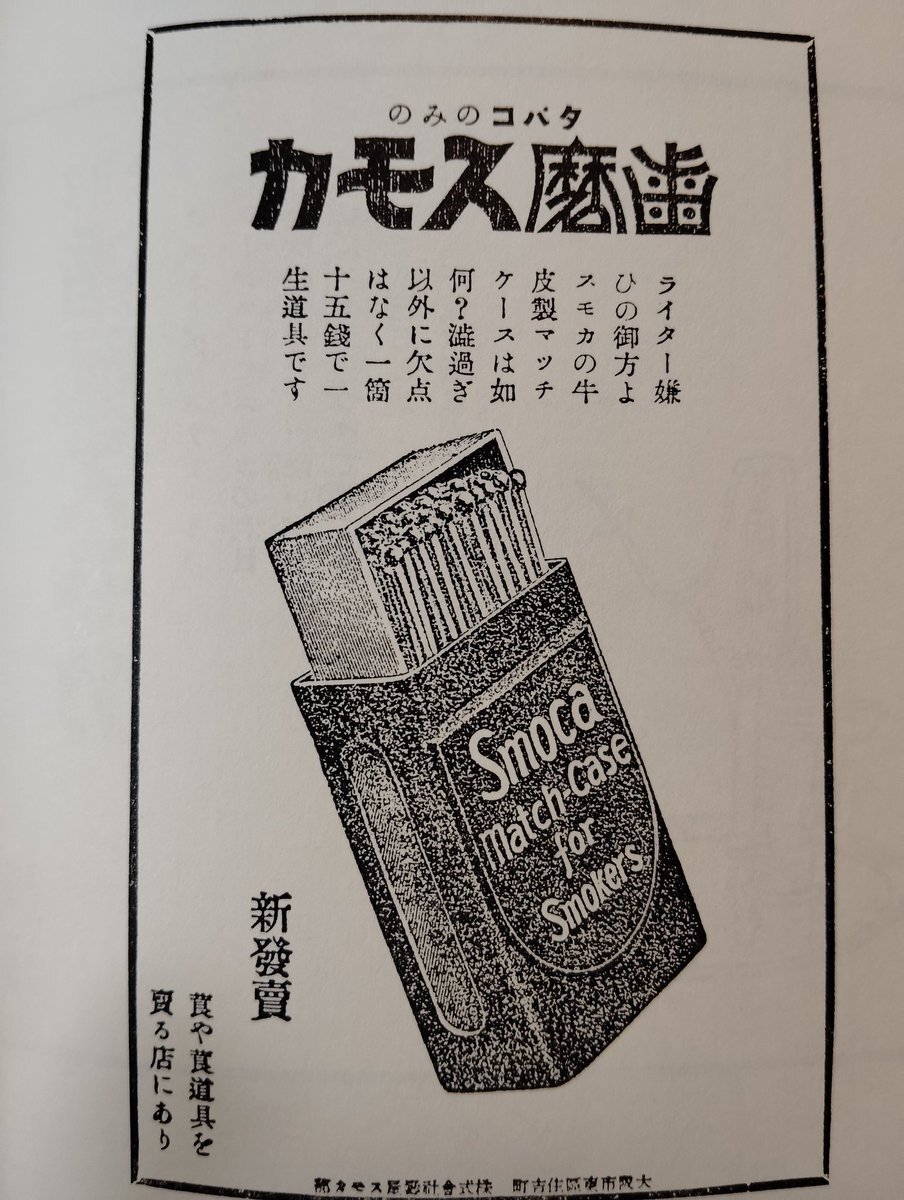 タバコのみの
歯磨スモカ
ライター嫌
ひの御方よ
スモカの牛
皮製マッチ
ケースは如
何?澁過ぎ
以外に欠点
はなく一箇
十五錢で一
生道具です
Smoca
Match-Case
for
Smokers
新發賣
莨や莨道具を
賣る店にあり
大阪市東區住吉町 株式會社壽屋スモカ部